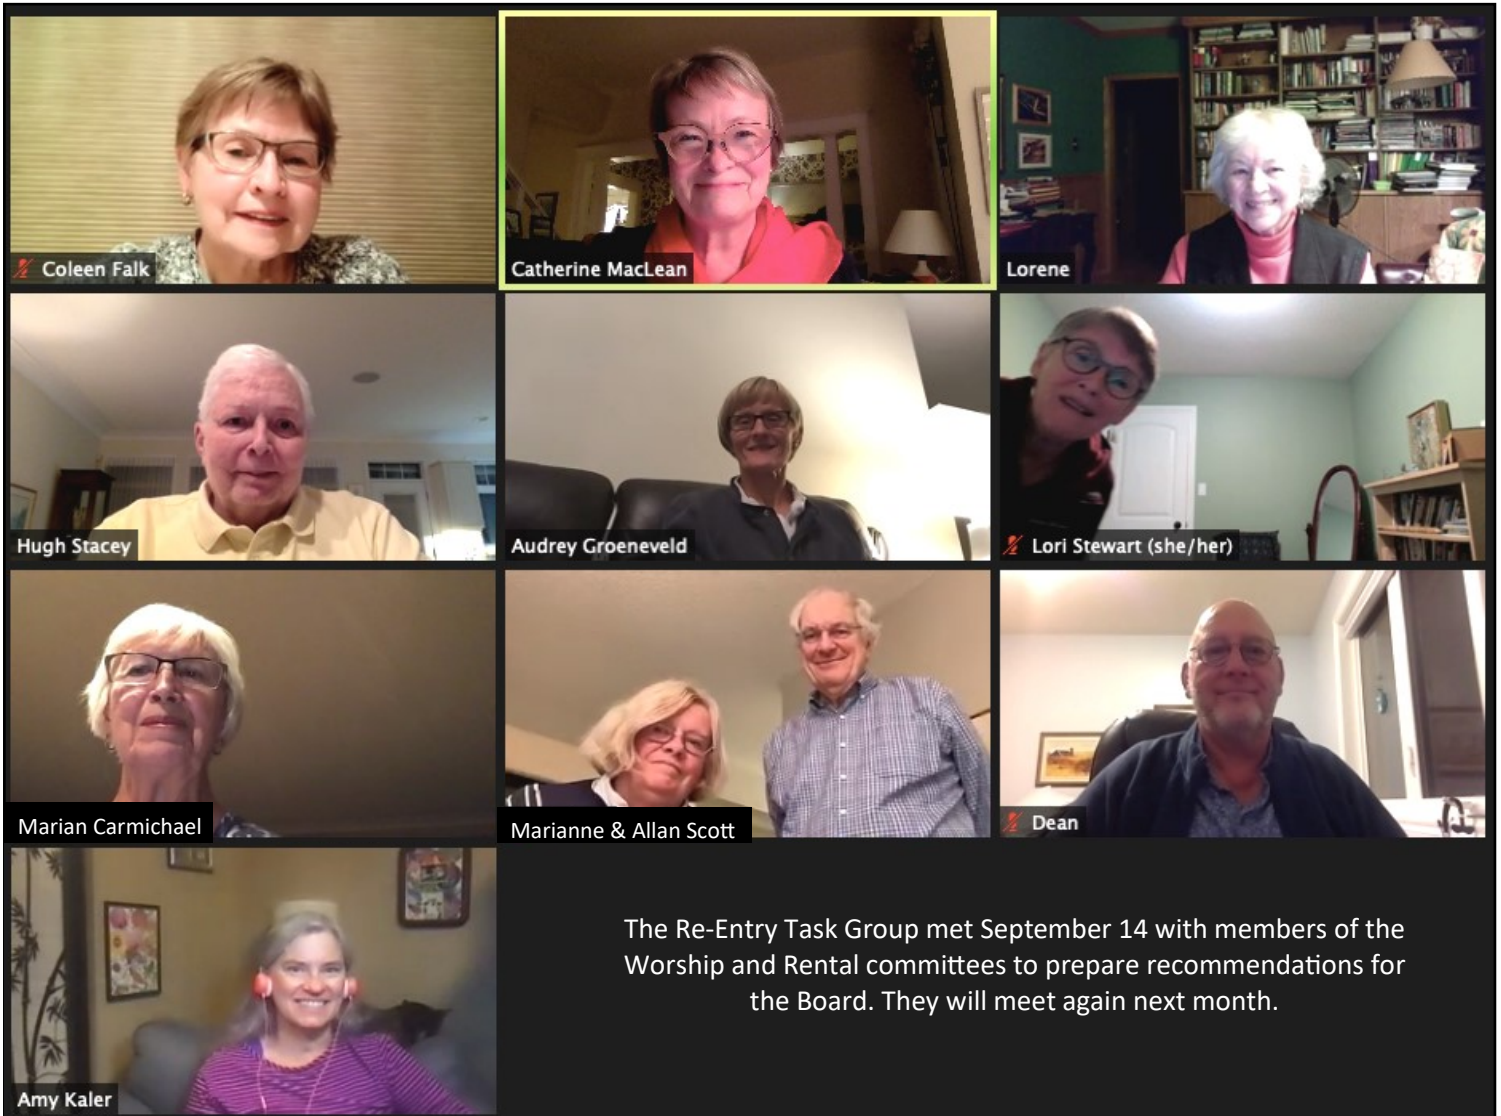 Coleen Falk
Catherine MacLean
Lorene
Hugh Stacey
Audrey Groeneveld
Lori Stewart (she/her)
Marian Carmichael
Marianne & Allan Scott
Dean
Amy Kaler
The Re-Entry Task Group met September 14 with members of the
Worship and Rental committees to prepare recommendations for
the Board. They will meet again next month.